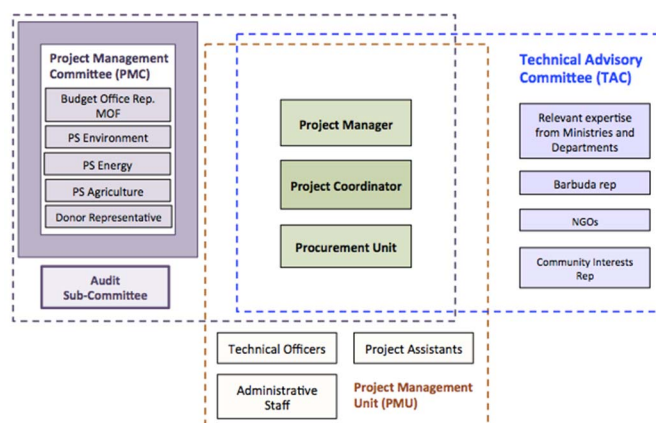 Project Management
Committee (PMC)
Budget Office Rep.
MOF
PS Environment
PS Energy
PS Agriculture
Donor Representative
Audit
Sub-Committee
Project Manager
Project Coordinator
Procurement Unit
Technical Advisory
Committee (TAC)
Relevant expertise
from Ministries and
Departments
Barbuda rep
NGOs
Community Interests
Rep
Technical Officers
Project Assistants
Administrative
Staff
Project Management
Unit (PMU)